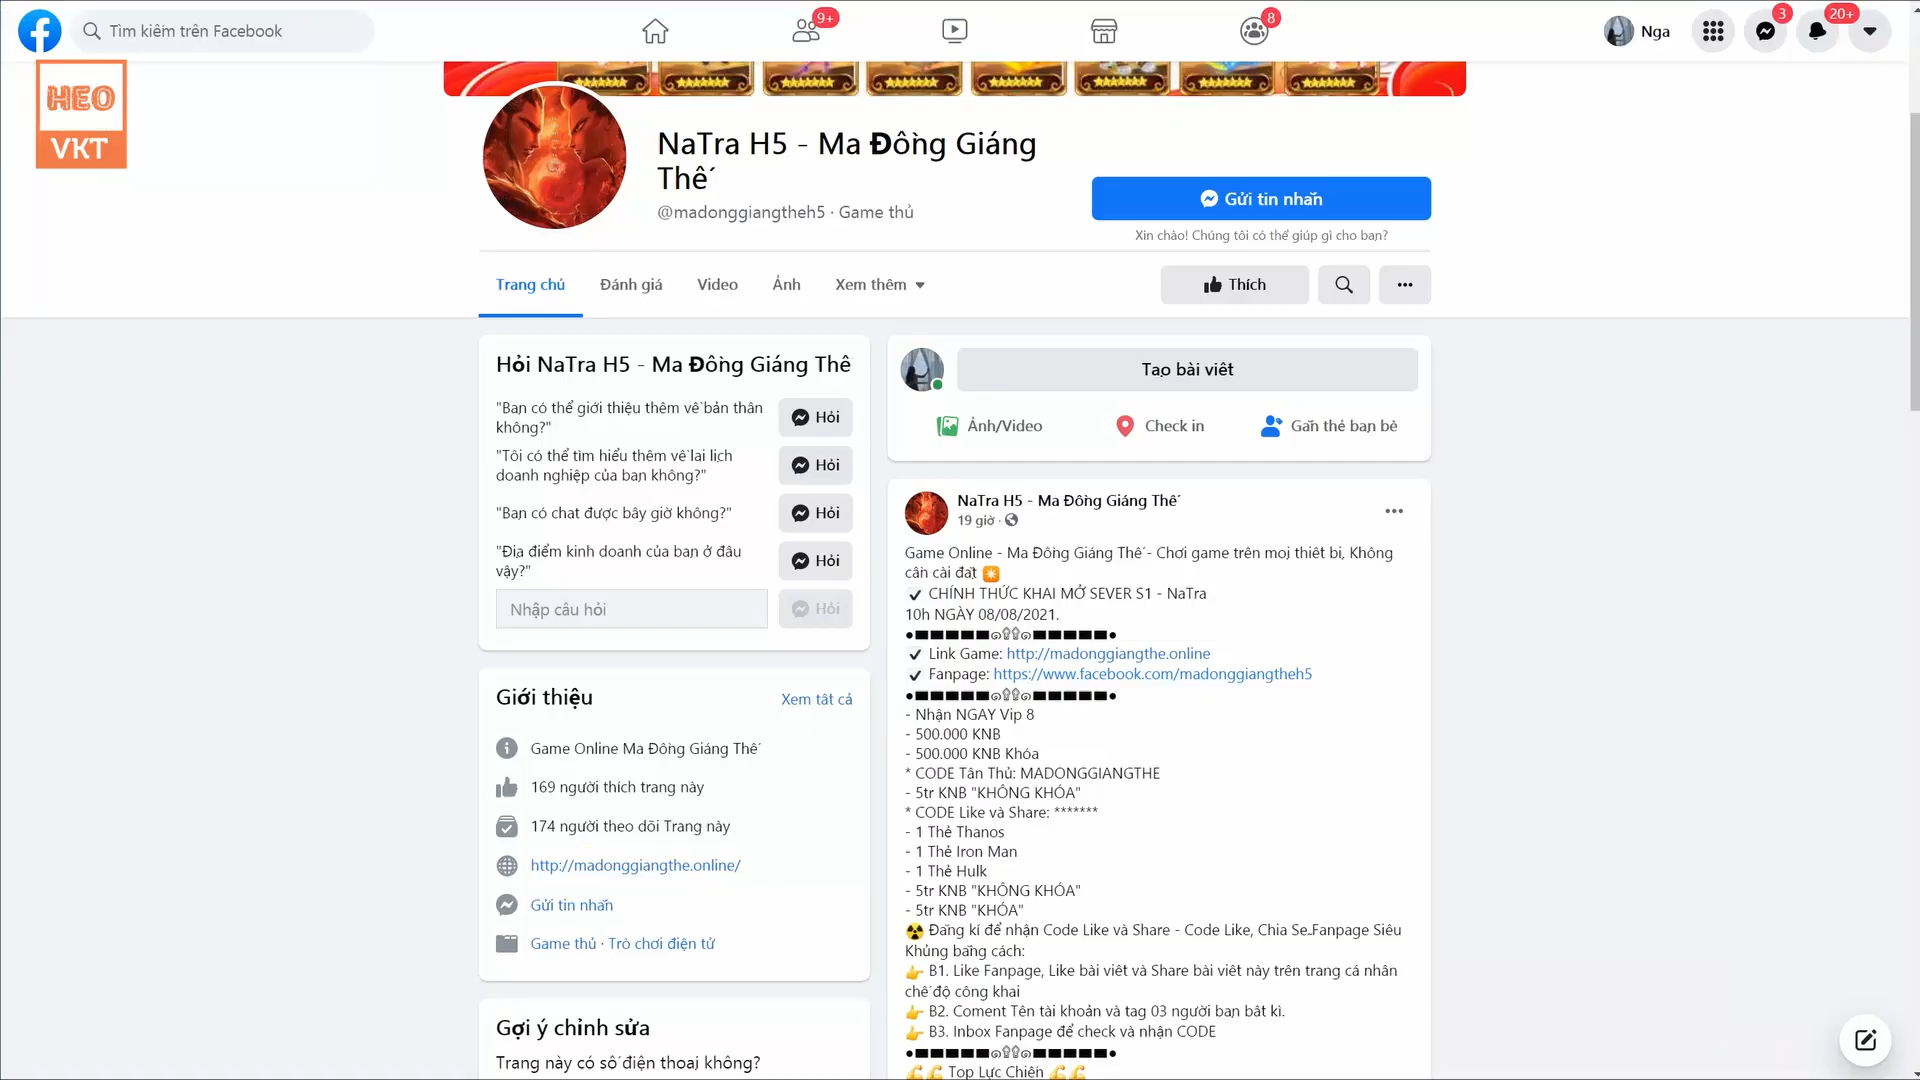 Tìm kiếm trên Facebook
9+
8
Nga
3
20+
HEO
VKT
NaTra H5 - Ma Đồng Giáng
Thế
@madonggiangtheh5 · Game thủ
Gửi tin nhắn
Xin chào! Chúng tôi có thể giúp gì cho bạn?
Trang chủ
Đánh giá
Video
Ảnh
Xem thêm
Thích
Hỏi NaTra H5 - Ma Đồng Giáng Thế
"Bạn có thể giới thiệu thêm về bản thân
không?"
Hỏi
"Tôi có thể tìm hiểu thêm về lai lịch
doanh nghiệp của bạn không?"
Hỏi
"Bạn có chat được bây giờ không?"
Hỏi
"Địa điểm kinh doanh của bạn ở đâu
vậy?"
Hỏi
Nhập câu hỏi
Hỏi
Giới thiệu
Xem tất cả
Game Online Ma Đồng Giáng Thế
169 người thích trang này
174 người theo dõi Trang này
http://madonggiangthe.online/
Gửi tin nhắn
Game thủ · Trò chơi điện tử
Gợi ý chỉnh sửa
Trang này có số điện thoại không?
Tạo bài viết
Ảnh/Video
Check in
Gắn thẻ bạn bè
NaTra H5 - Ma Đồng Giáng Thế
19 giờ ·
Game Online - Ma Đồng Giáng Thế - Chơi game trên mọi thiết bị, Không
cần cài đặt
✔ CHÍNH THỨC KHAI MỞ SEVER S1 - NaTra
10h NGÀY 08/08/2021.
✔ Link Game: http://madonggiangthe.online
✔ Fanpage: https://www.facebook.com/madonggiangtheh5
- Nhận NGAY Vip 8
- 500.000 KNB
- 500.000 KNB Khóa
* CODE Tân Thủ: MADONGGIANGTHE
- 5tr KNB "KHÔNG KHÓA"
* CODE Like và Share: *******
- 1 Thẻ Thanos
- 1 Thẻ Iron Man
- 1 Thẻ Hulk
- 5tr KNB "KHÔNG KHÓA"
- 5tr KNB "KHÓA"
☢ Đăng kí để nhận Code Like và Share - Code Like, Chia Sẻ Fanpage Siêu
Khủng bằng cách:
👉 B1. Like Fanpage, Like bài viết và Share bài viết này trên trang cá nhân
chế độ công khai
👉 B2. Coment Tên tài khoản và tag 03 người bạn bất kì.
👉 B3. Inbox Fanpage để check và nhận CODE
💪💪 Top Lực Chiến 💪💪